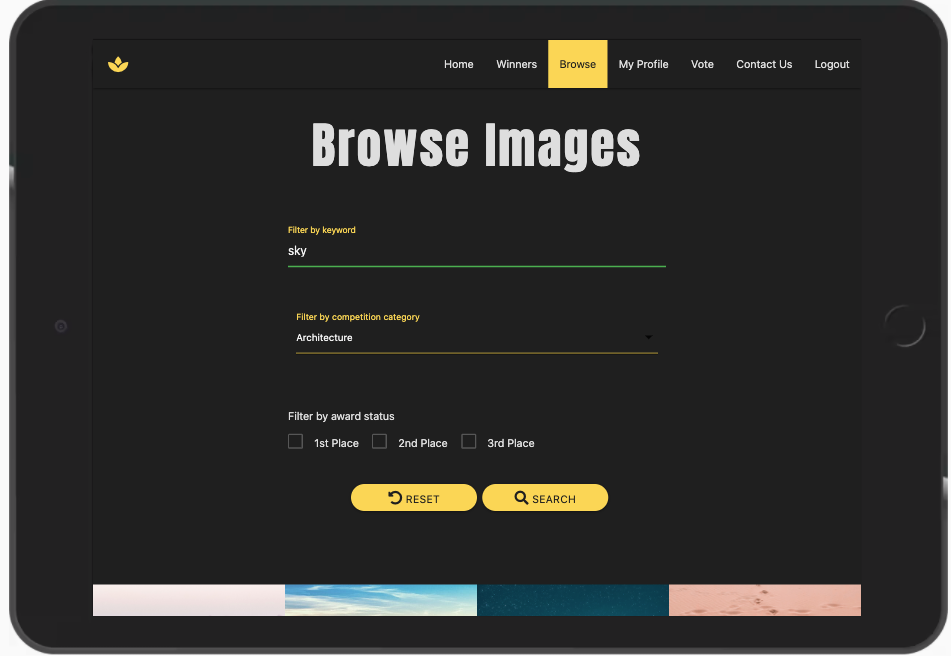 Home Winners Browse My Profile Vote Contact Us Logout
Browse Images
Filter by keyword
sky
Filter by competition category
Architecture
Filter by award status
1st Place 2nd Place 3rd Place
RESET SEARCH